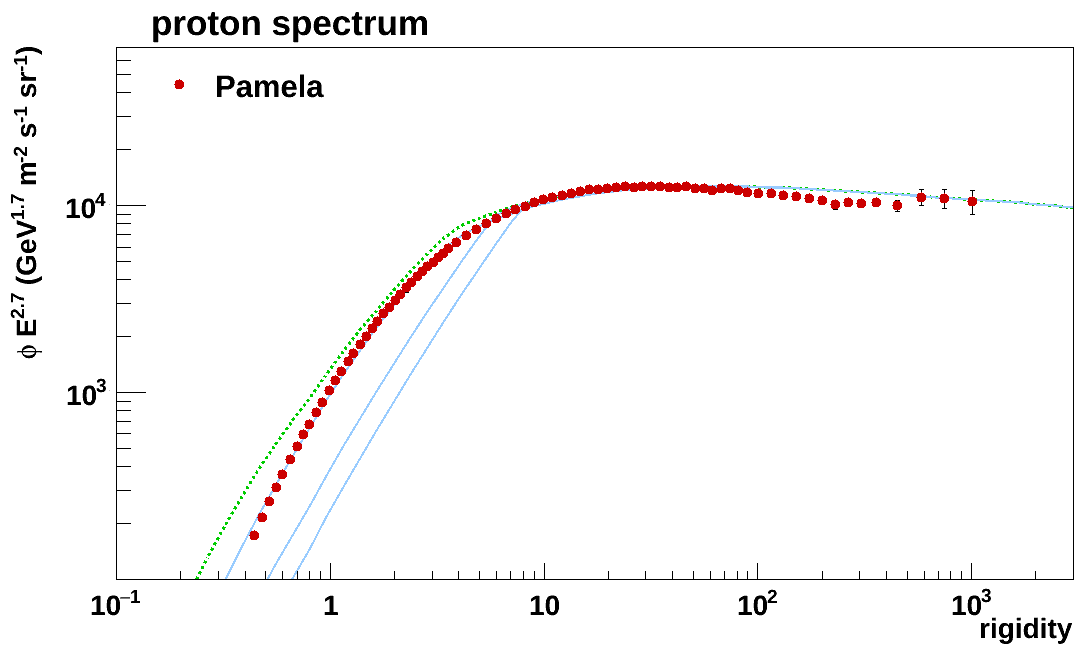 proton spectrum
Pamela
ϕ E^2.7 (GeV^1.7 m^-2 s^-1 sr^-1)
10^4
10^3
10^−1 1 10 10^2 10^3
rigidity